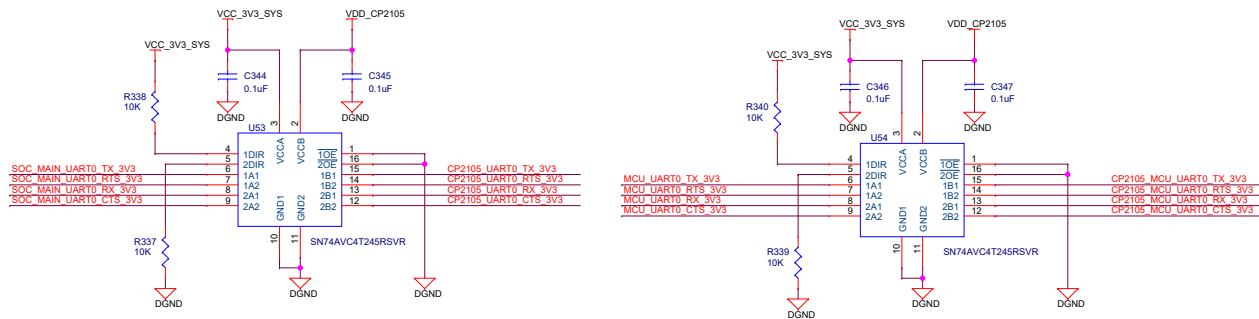 VCC_3V3_SYS
VDD_CP2105
VCC_3V3_SYS
C344
0.1uF
C345
0.1uF
R338
10K
DGND
DGND
U53
3
2
VCCA
VCCB
4
1DIR
1OE
1
5
2DIR
2OE
16
SOC_MAIN_UART0_TX_3V3
6
1A1
1B1
15
CP2105_UART0_TX_3V3
SOC_MAIN_UART0_RTS_3V3
7
1A2
1B2
14
CP2105_UART0_RTS_3V3
SOC_MAIN_UART0_RX_3V3
8
2A1
2B1
13
CP2105_UART0_RX_3V3
SOC_MAIN_UART0_CTS_3V3
9
2A2
2B2
12
CP2105_UART0_CTS_3V3
GND1
GND2
10
11
SN74AVC4T245RSVR
R337
10K
DGND
DGND
DGND
VCC_3V3_SYS
VDD_CP2105
VCC_3V3_SYS
C346
0.1uF
C347
0.1uF
R340
10K
DGND
DGND
U54
3
2
VCCA
VCCB
4
1DIR
1OE
1
5
2DIR
2OE
16
MCU_UART0_TX_3V3
6
1A1
1B1
15
CP2105_MCU_UART0_TX_3V3
MCU_UART0_RTS_3V3
7
1A2
1B2
14
CP2105_MCU_UART0_RTS_3V3
MCU_UART0_RX_3V3
8
2A1
2B1
13
CP2105_MCU_UART0_RX_3V3
MCU_UART0_CTS_3V3
9
2A2
2B2
12
CP2105_MCU_UART0_CTS_3V3
GND1
GND2
10
11
SN74AVC4T245RSVR
R339
10K
DGND
DGND
DGND